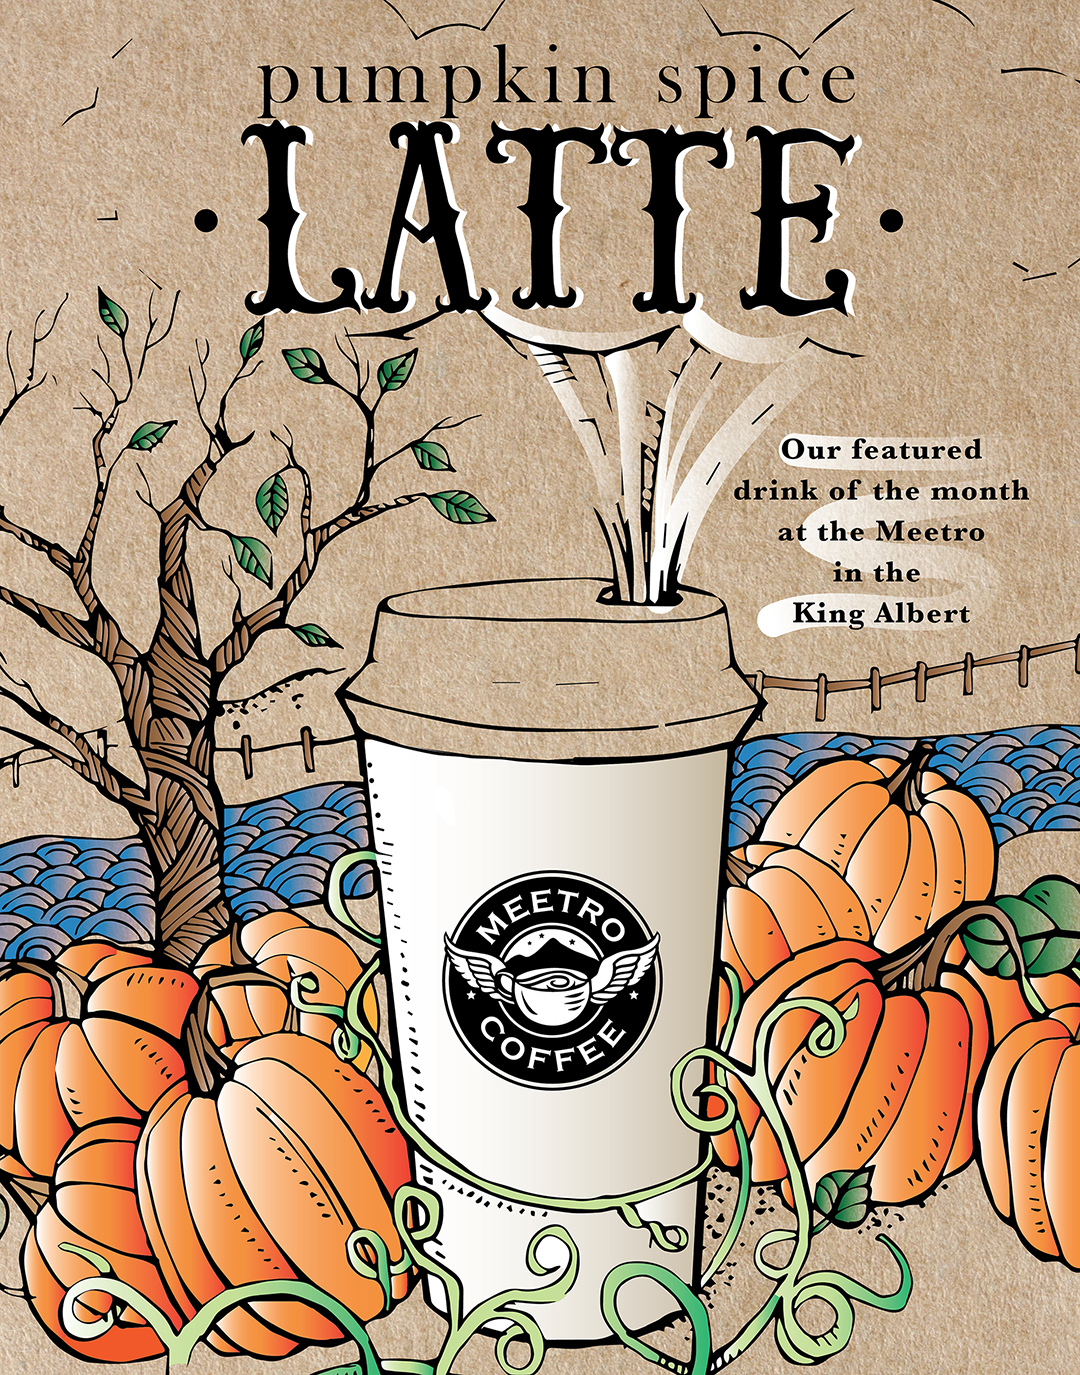 pumpkin spice
LATTE
Our featured
drink of the month
at the Meetro
in the
King Albert
MEETRO
COFFEE